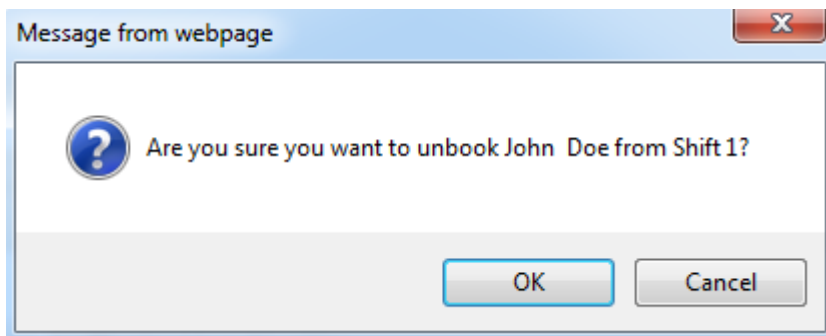 Message from webpage
Are you sure you want to unbook John  Doe from Shift 1?
OK
Cancel